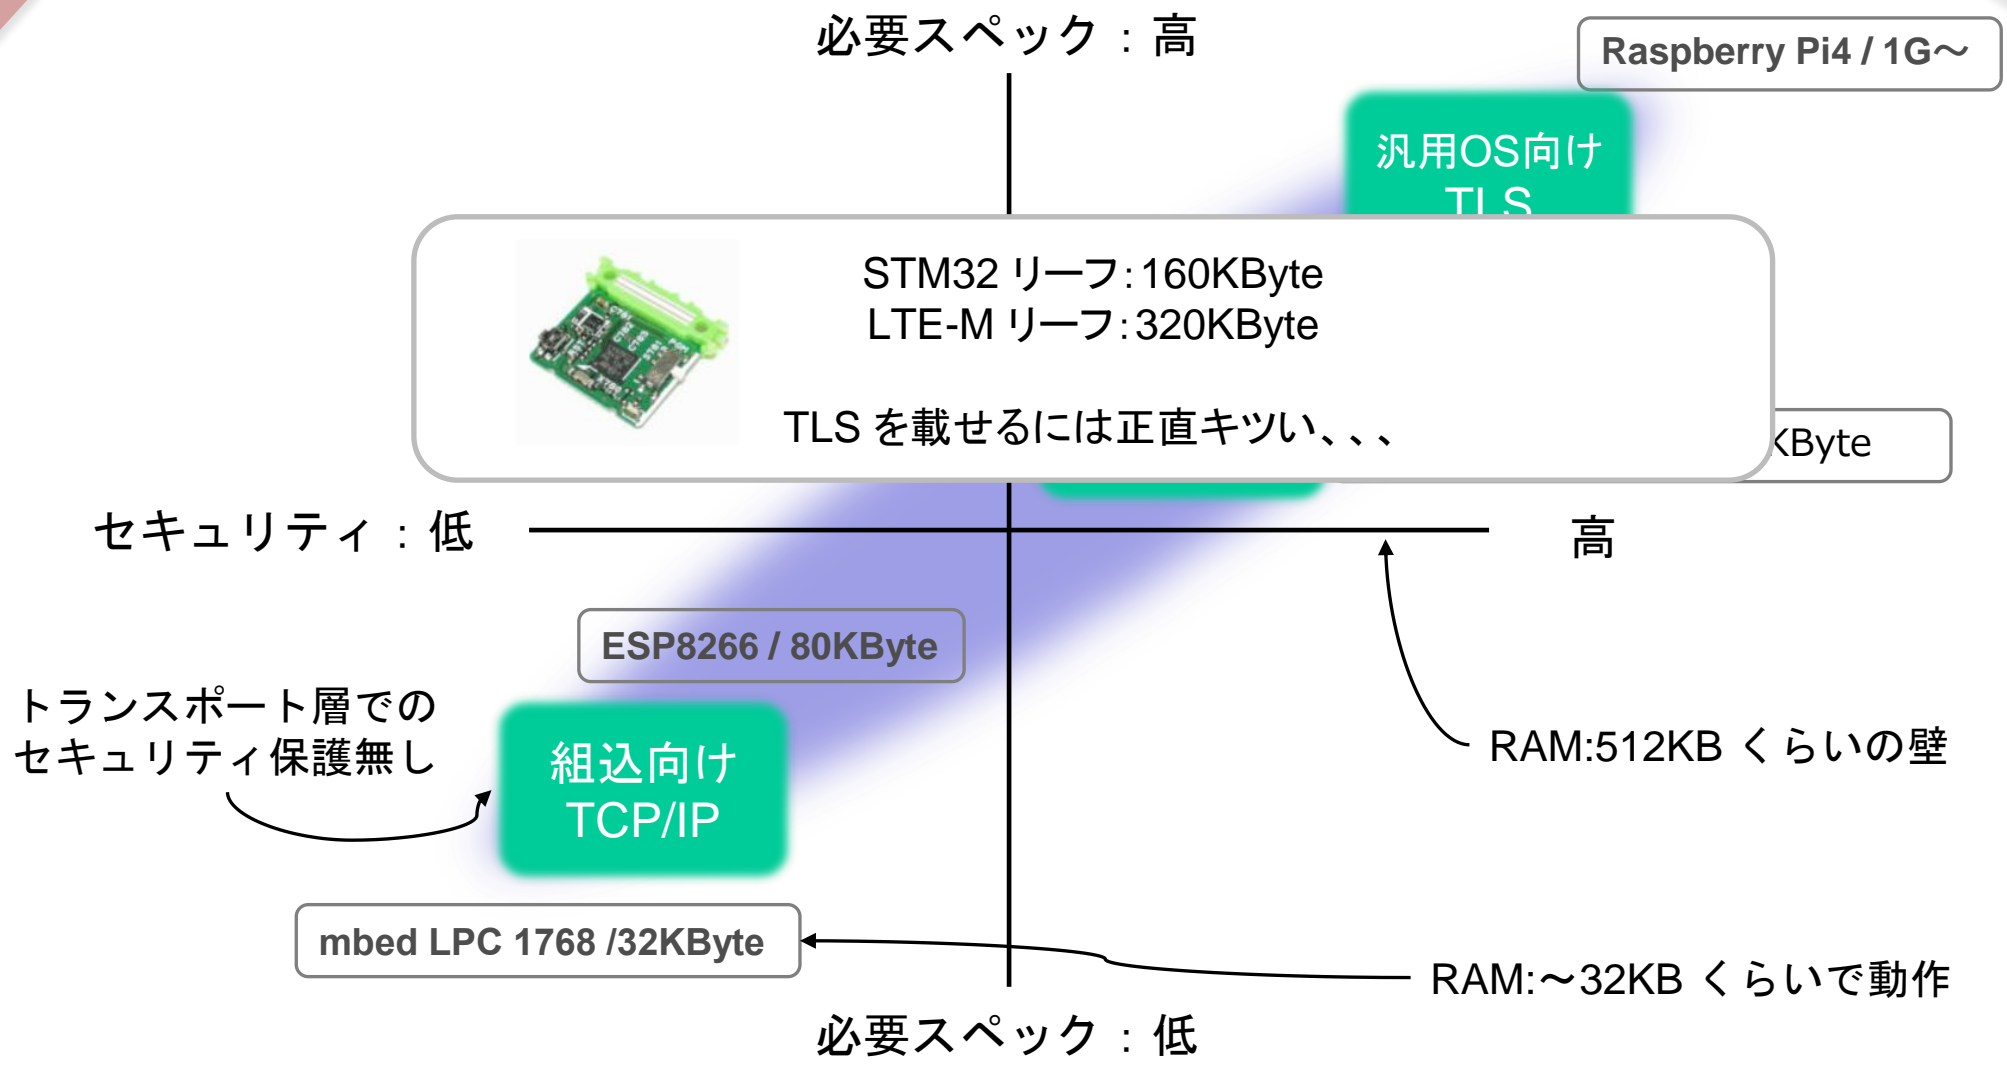 必要スペック：高
Raspberry Pi4 / 1G～
汎用OS向け
TLS
STM32 リーフ：160KByte
LTE-M リーフ：320KByte
TLS を載せるには正直キツい、、、
KByte
セキュリティ：低
高
ESP8266 / 80KByte
トランスポート層での
セキュリティ保護無し
組込向け
TCP/IP
RAM:512KB くらいの壁
mbed LPC 1768 /32KByte
RAM:～32KB くらいで動作
必要スペック：低